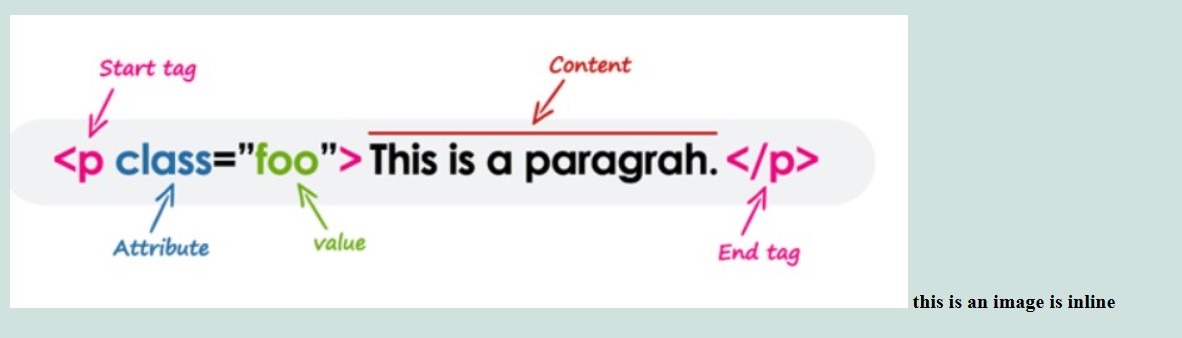 Start tag
Content
<p class="foo"> This is a paragrah. </p>
Attribute
value
End tag
this is an image is inline